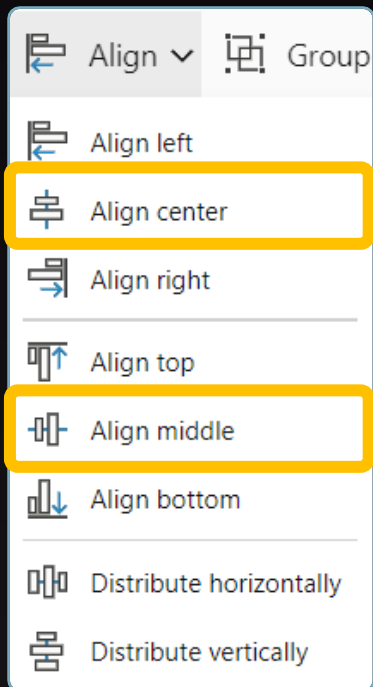 Align Group
Align left
Align center
Align right
Align top
Align middle
Align bottom
Distribute horizontally
Distribute vertically